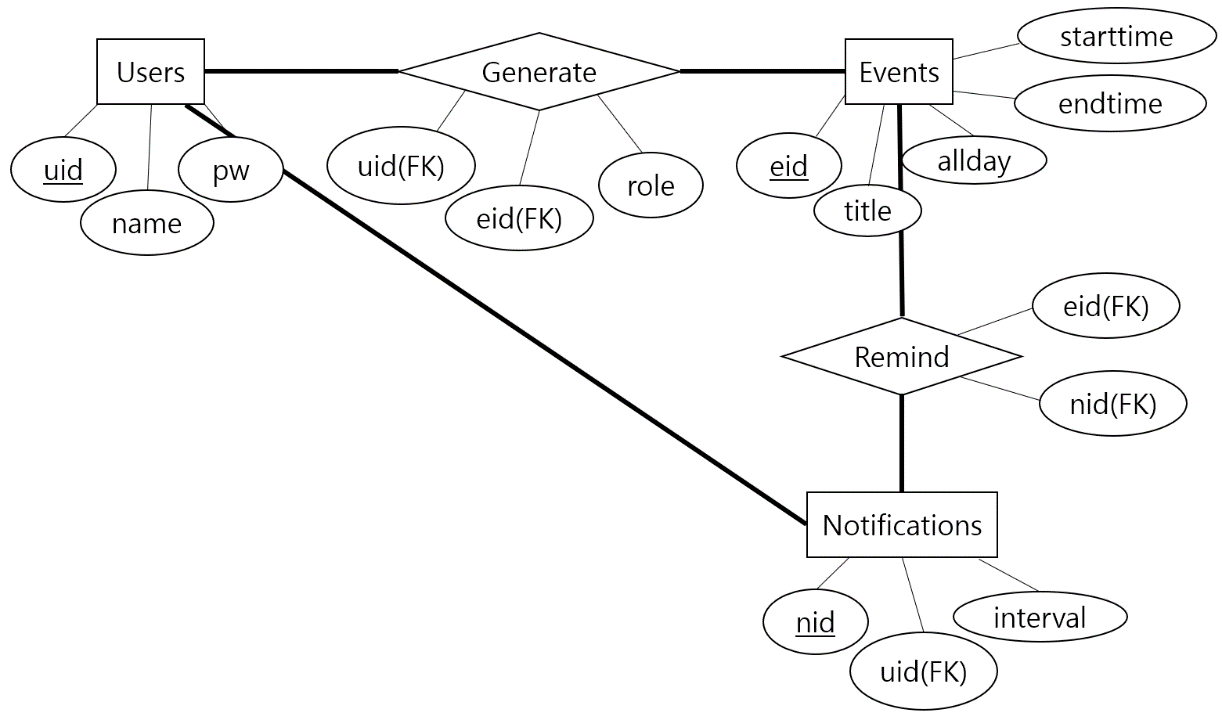 Users
Generate
Events
starttime
endtime
uid
name
pw
uid(FK)
eid(FK)
role
eid
title
allday
Remind
eid(FK)
nid(FK)
Notifications
nid
uid(FK)
interval